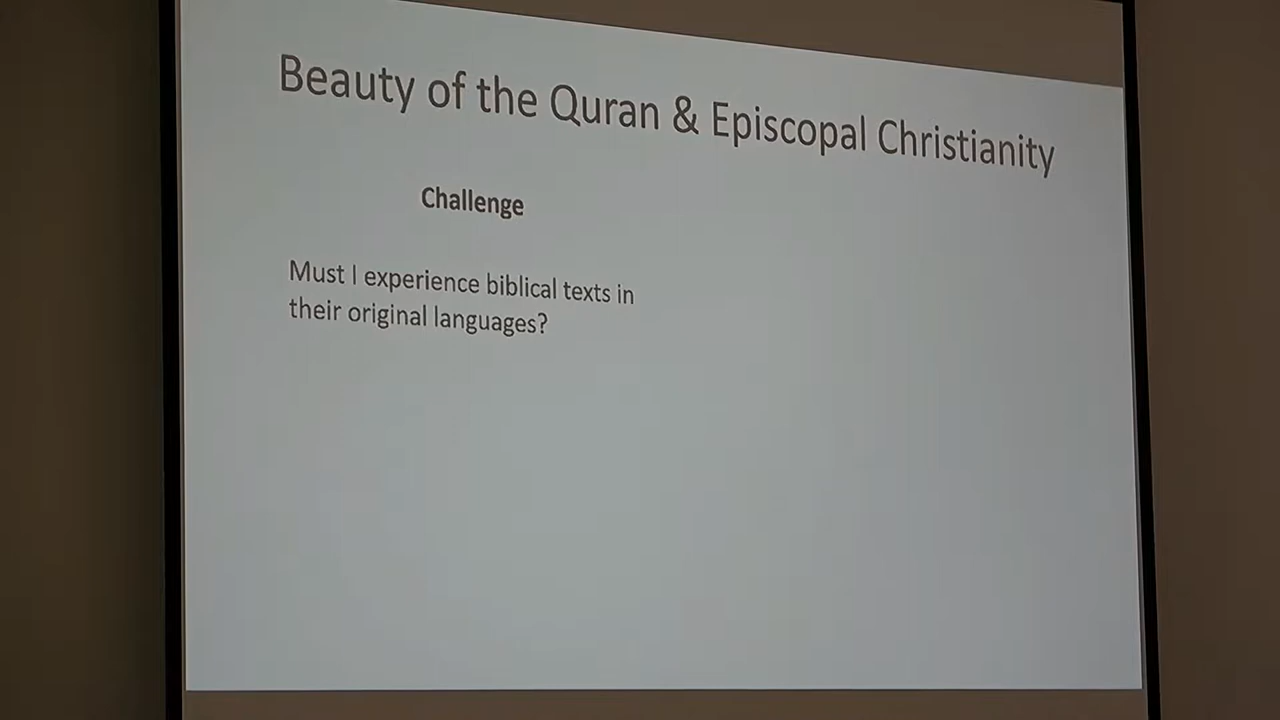 Beauty of the Quran & Episcopal Christianity
Challenge
Must I experience biblical texts in
their original languages?